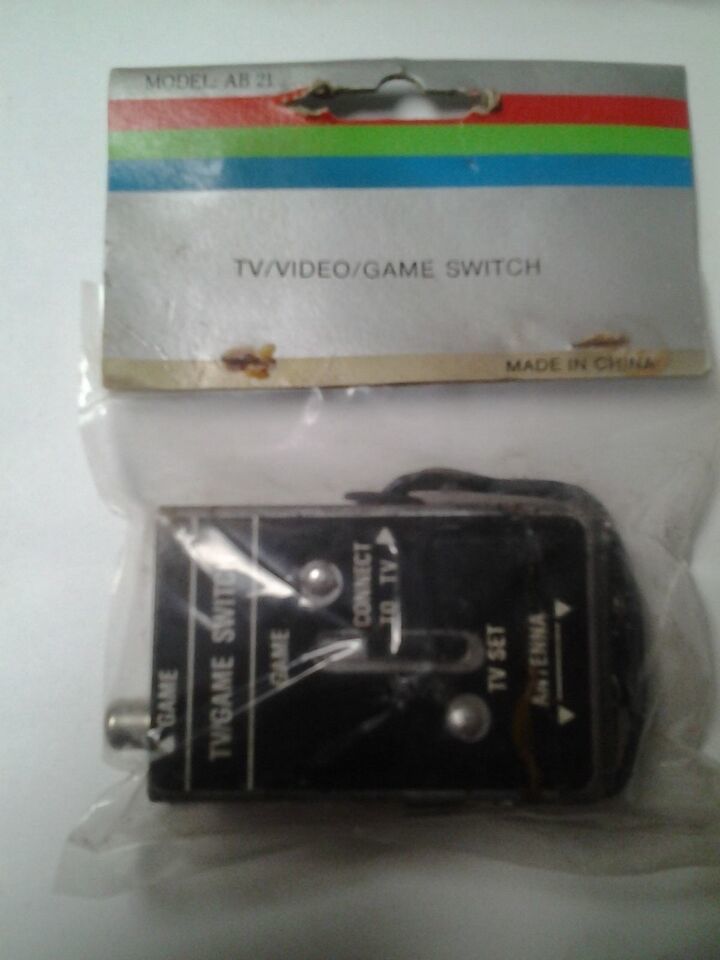 MODEL: AB 21
TV/VIDEO/GAME SWITCH
MADE IN CHINA
GAME
TV/GAME SWITCH
GAME
CONNECT
TO TV
TV SET
ANTENNA